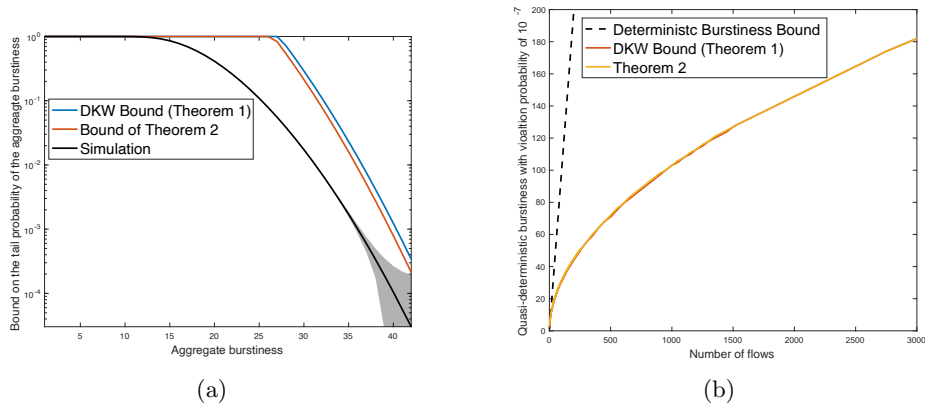 Bound on the tail probability of the aggreagte burstiness
10^0
10^-1
10^-2
10^-3
10^-4
DKW Bound (Theorem 1)
Bound of Theorem 2
Simulation
5 10 15 20 25 30 35 40
Aggregate burstiness
(a)
Quasi-deterministic burstiness with vioaltion probability of 10^-7
200
180
160
140
120
100
80
60
40
20
0
Deterministc Burstiness Bound
DKW Bound (Theorem 1)
Theorem 2
0 500 1000 1500 2000 2500 3000
Number of flows
(b)